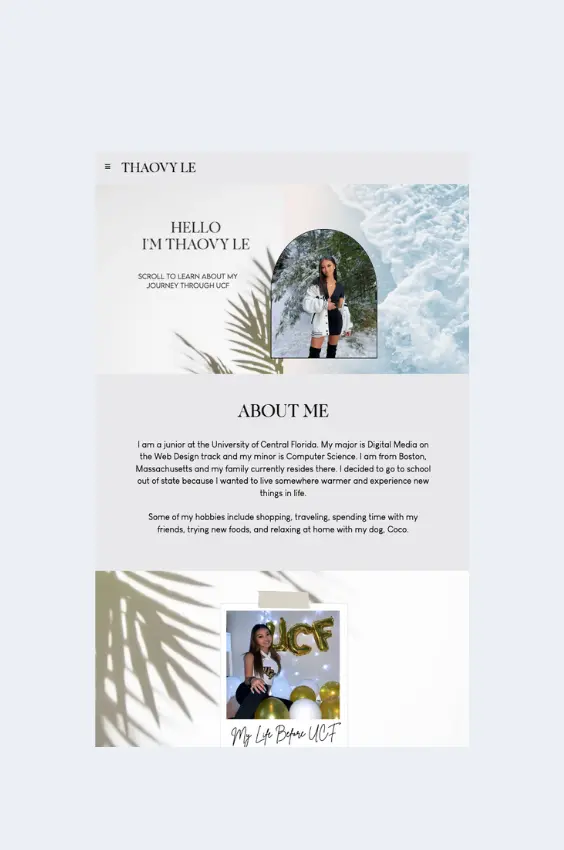 THAOVY LE
HELLO
I'M THAOVY LE
SCROLL TO LEARN ABOUT MY
JOURNEY THROUGH UCF
ABOUT ME
I am a junior at the University of Central Florida. My major is Digital Media on
the Web Design track and my minor is Computer Science. I am from Boston,
Massachusetts and my family currently resides there. I decided to go to school
out of state because I wanted to live somewhere warmer and experience new
things in life.
Some of my hobbies include shopping, traveling, spending time with my
friends, trying new foods, and relaxing at home with my dog, Coco.
UCF
My Life Before UCF